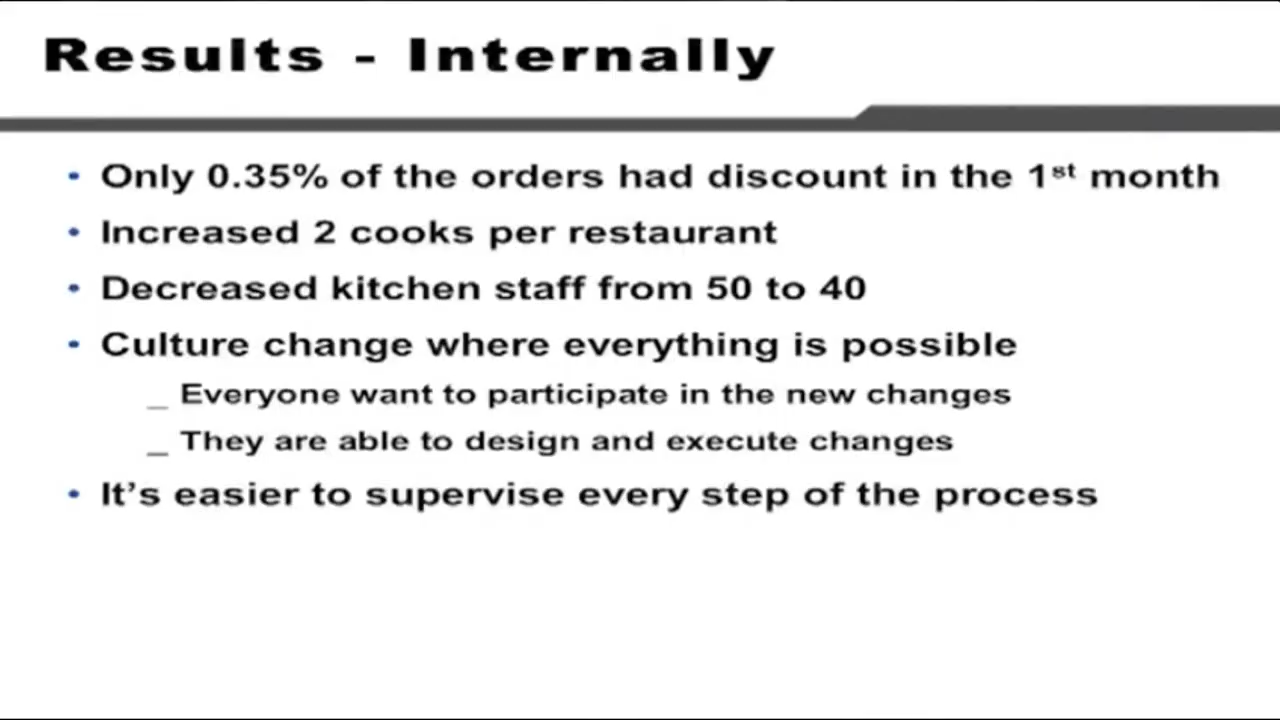 Results - Internally
• Only 0.35% of the orders had discount in the 1st month
• Increased 2 cooks per restaurant
• Decreased kitchen staff from 50 to 40
• Culture change where everything is possible
_ Everyone want to participate in the new changes
_ They are able to design and execute changes
• It’s easier to supervise every step of the process